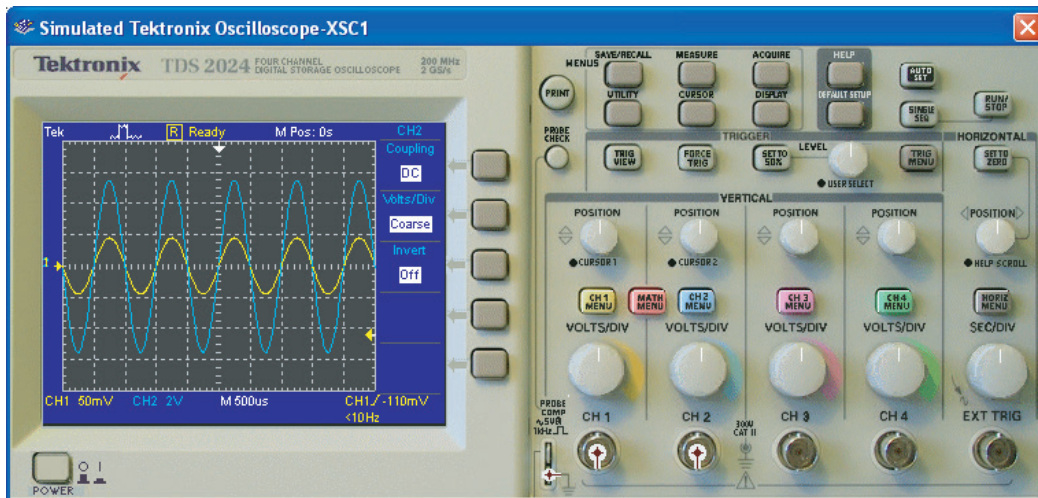 Simulated Tektronix Oscilloscope-XSC1
Tektronix TDS 2024 FOUR CHANNEL DIGITAL STORAGE OSCILLOSCOPE 200 MHz 2 GS/s
Tek R Ready M Pos: 0s CH2
Coupling
DC
Volts/Div
Coarse
Invert
Off
1
CH1 50mV CH2 2V M 500us CH1 -110mV
<10Hz
POWER
PRINT
MENUS
SAVE/RECALL MEASURE ACQUIRE
UTILITY CURSOR DISPLAY
HELP
DEFAULT SETUP
AUTO SET
SINGLE SEQ
RUN/STOP
PROBE CHECK
TRIGGER
TRIG VIEW
FORCE TRIG
SET TO 50%
LEVEL
USER SELECT
TRIG MENU
HORIZONTAL
SET TO ZERO
VERTICAL
POSITION POSITION POSITION POSITION POSITION
CURSOR 1 CURSOR 2 HELP SCROLL
CH 1 MENU
MATH MENU
CH 2 MENU
CH 3 MENU
CH 4 MENU
HORIZ MENU
VOLTS/DIV VOLTS/DIV VOLTS/DIV VOLTS/DIV SEC/DIV
PROBE COMP
~5V@
1kHz
CH 1 CH 2 CH 3 CH 4 EXT TRIG
300V
CAT II